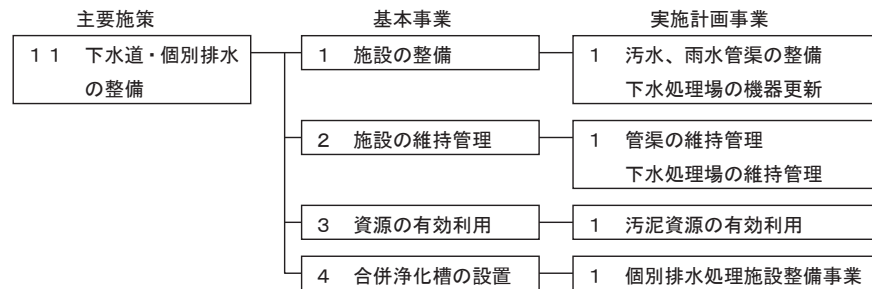 主要施策　基本事業　実施計画事業
１１　下水道・個別排水　１　施設の整備　１　汚水、雨水管渠の整備
の整備　下水処理場の機器更新
２　施設の維持管理　１　管渠の維持管理
下水処理場の維持管理
３　資源の有効利用　１　汚泥資源の有効利用
４　合併浄化槽の設置　１　個別排水処理施設整備事業